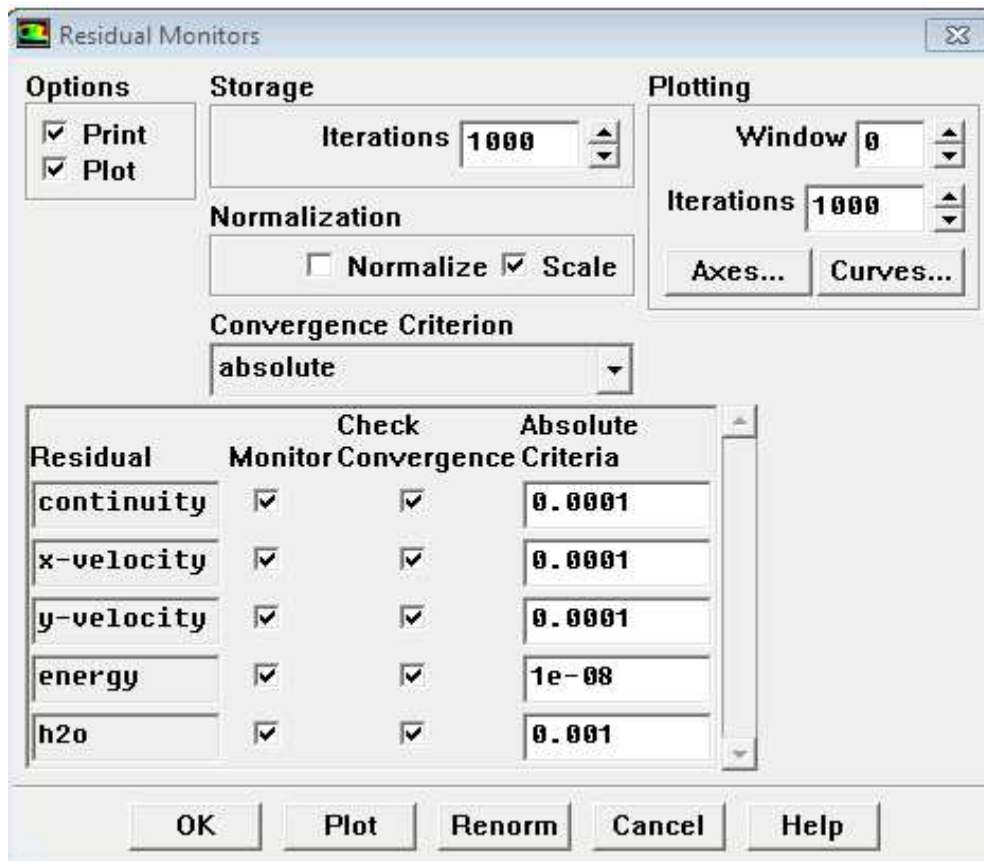 Residual Monitors
Options
Print
Plot
Storage
Iterations 1000
Normalization
Normalize Scale
Convergence Criterion
absolute
Plotting
Window 0
Iterations 1000
Axes... Curves...
Residual Monitor Check Convergence Absolute Criteria
continuity 0.0001
x-velocity 0.0001
y-velocity 0.0001
energy 1e-08
h2o 0.001
OK Plot Renorm Cancel Help